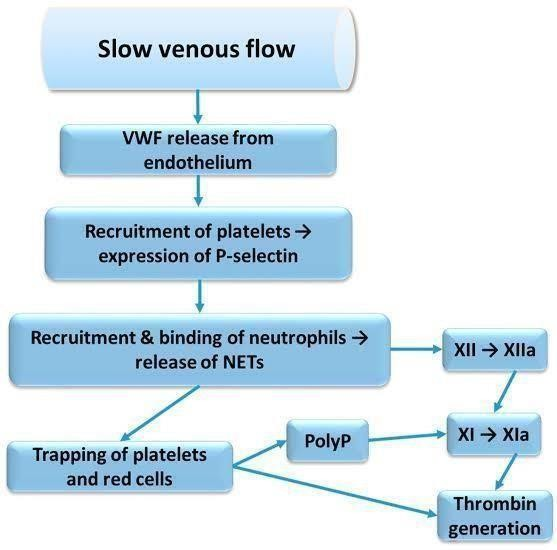 Slow venous flow
VWF release from
endothelium
Recruitment of platelets →
expression of P-selectin
Recruitment & binding of neutrophils →
release of NETs
XII → XIIa
PolyP
XI → XIa
Trapping of platelets
and red cells
Thrombin
generation